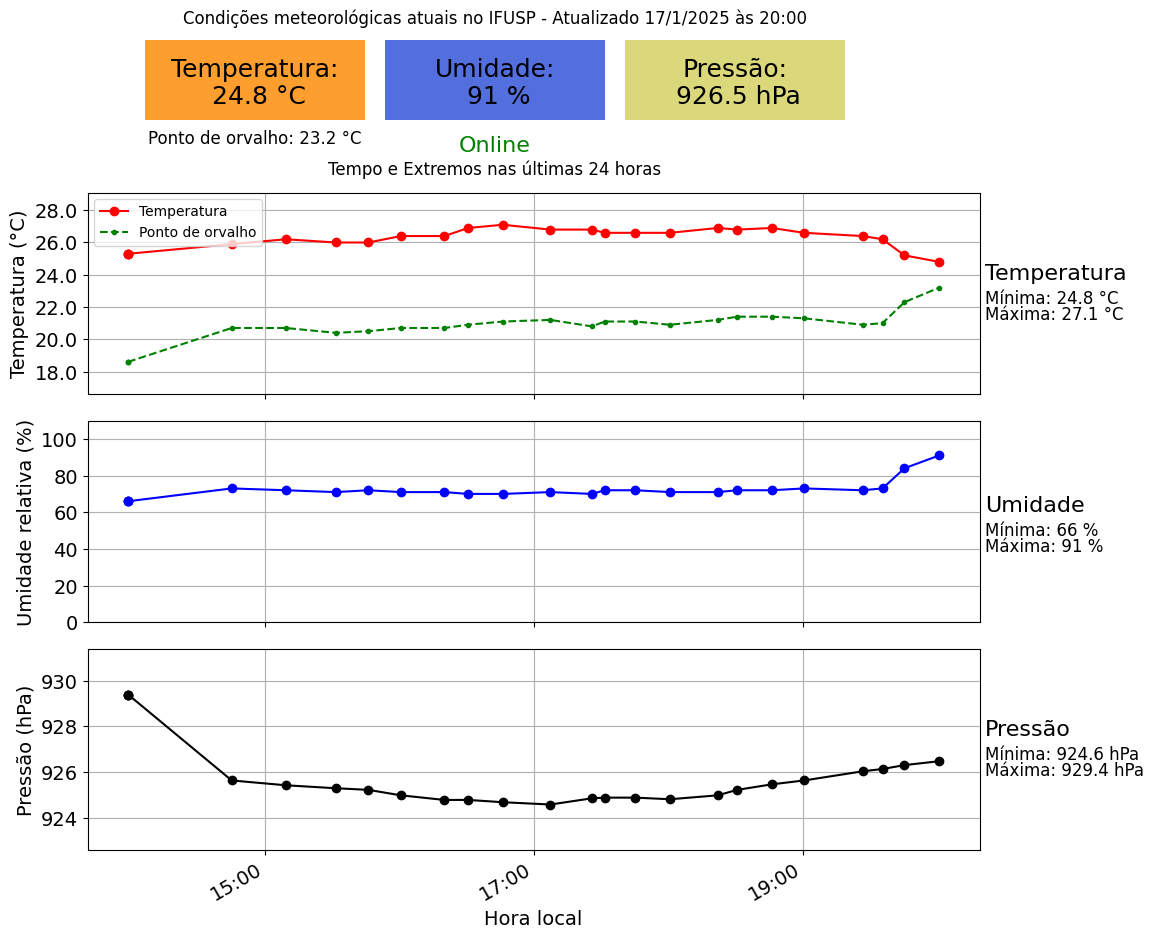 Condições meteorológicas atuais no IFUSP - Atualizado 17/1/2025 às 20:00
Temperatura:
24.8 °C
Umidade:
91 %
Pressão:
926.5 hPa
Ponto de orvalho: 23.2 °C
Online
Tempo e Extremos nas últimas 24 horas
Temperatura (°C)
28.0
26.0
24.0
22.0
20.0
18.0
Temperatura
Ponto de orvalho
Temperatura
Mínima: 24.8 °C
Máxima: 27.1 °C
Umidade relativa (%)
100
80
60
40
20
0
Umidade
Mínima: 66 %
Máxima: 91 %
Pressão (hPa)
930
928
926
924
Pressão
Mínima: 924.6 hPa
Máxima: 929.4 hPa
15:00
17:00
19:00
Hora local